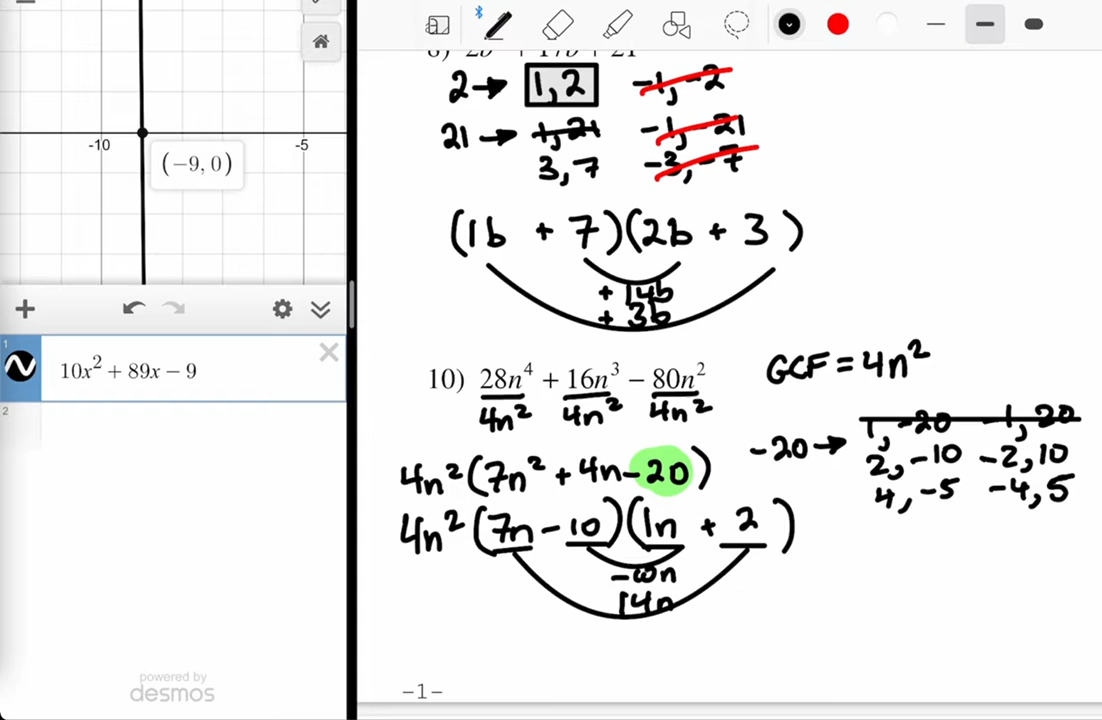 -10
-5
(−9,0)
1
10x² + 89x − 9
2
powered by
desmos
2 → 1, 2 -1, -2
21 → 1, 21 -1, -21
3, 7 -3, -7
(1b + 7)(2b + 3)
+ 14b
+ 3b
GCF = 4n²
10) 28n⁴ + 16n³ − 80n²
4n² 4n² 4n²
-20 → 1, -20 -1, 20
2, -10 -2, 10
4, -5 -4, 5
4n²(7n² + 4n - 20)
4n²(7n - 10)(1n + 2)
-10n
14n
-1-